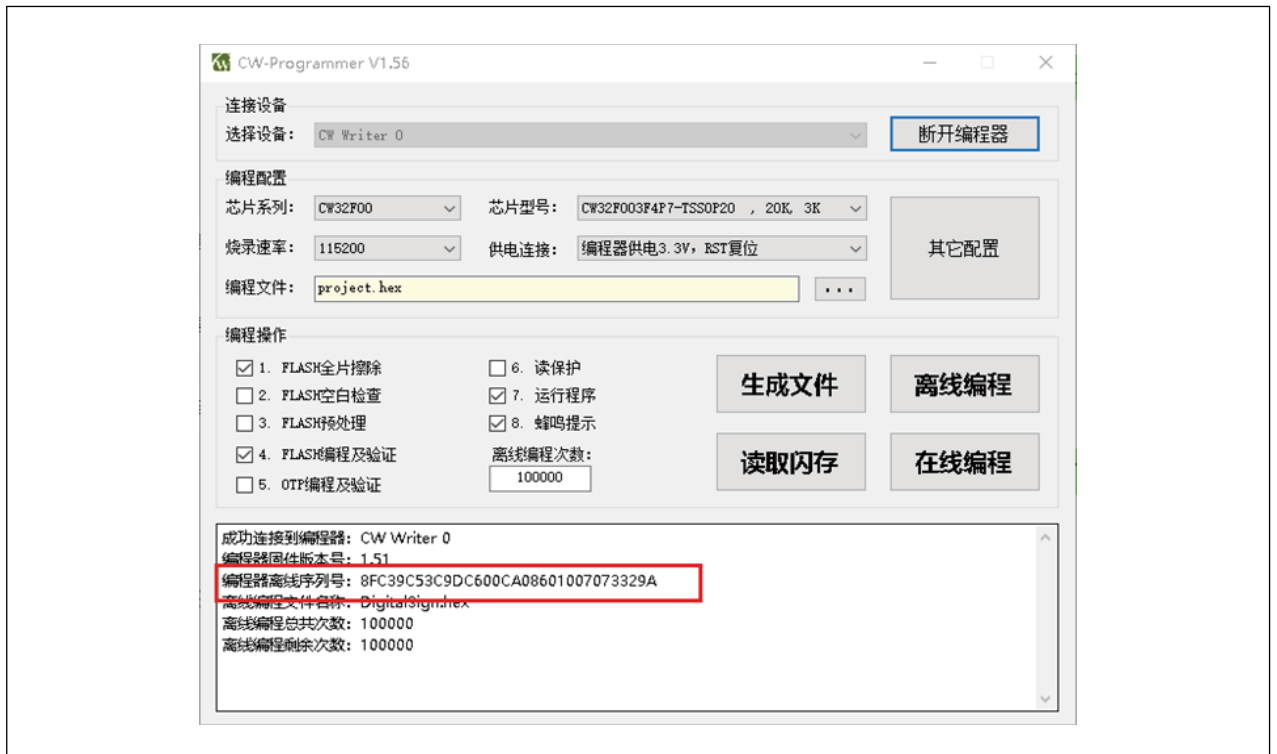 CW-Programmer V1.56
连接设备
选择设备： CW Writer 0 断开编程器
编程配置
芯片系列： CW32F00 芯片型号： CW32F003F4P7-TSSOP20 , 20K, 3K
烧录速率： 115200 供电连接： 编程器供电3.3V，RST复位 其它配置
编程文件： project.hex ...
编程操作
1. FLASH全片擦除 6. 读保护
2. FLASH空白检查 7. 运行程序 生成文件 离线编程
3. FLASH预处理 8. 蜂鸣提示
4. FLASH编程及验证 离线编程次数： 读取闪存 在线编程
5. OTP编程及验证 100000
成功连接到编程器：CW Writer 0
编程器固件版本号：1.51
编程器离线序列号：8FC39C53C9DC600CA08601007073329A
离线编程文件名称：DigitalSign.hex
离线编程总共次数：100000
离线编程剩余次数：100000